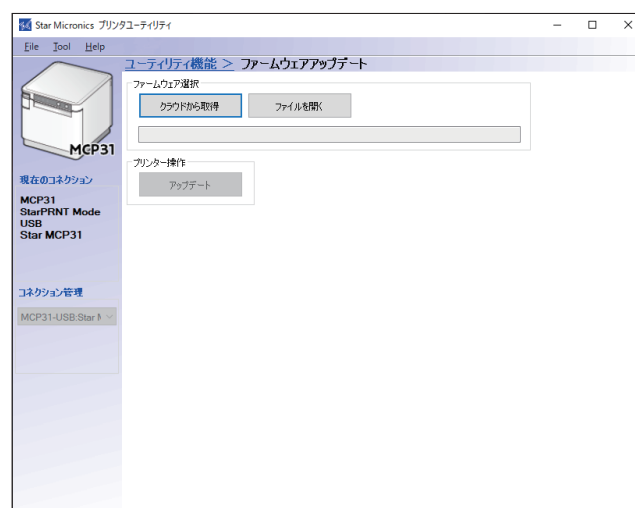 Star Micronics プリンタユーティリティ
File Tool Help
ユーティリティ機能 > ファームウェアアップデート
ファームウェア選択
クラウドから取得 ファイルを開く
MCP31
プリンター操作
アップデート
現在のコネクション
MCP31
StarPRNT Mode
USB
Star MCP31
コネクション管理
MCP31-USB:Star